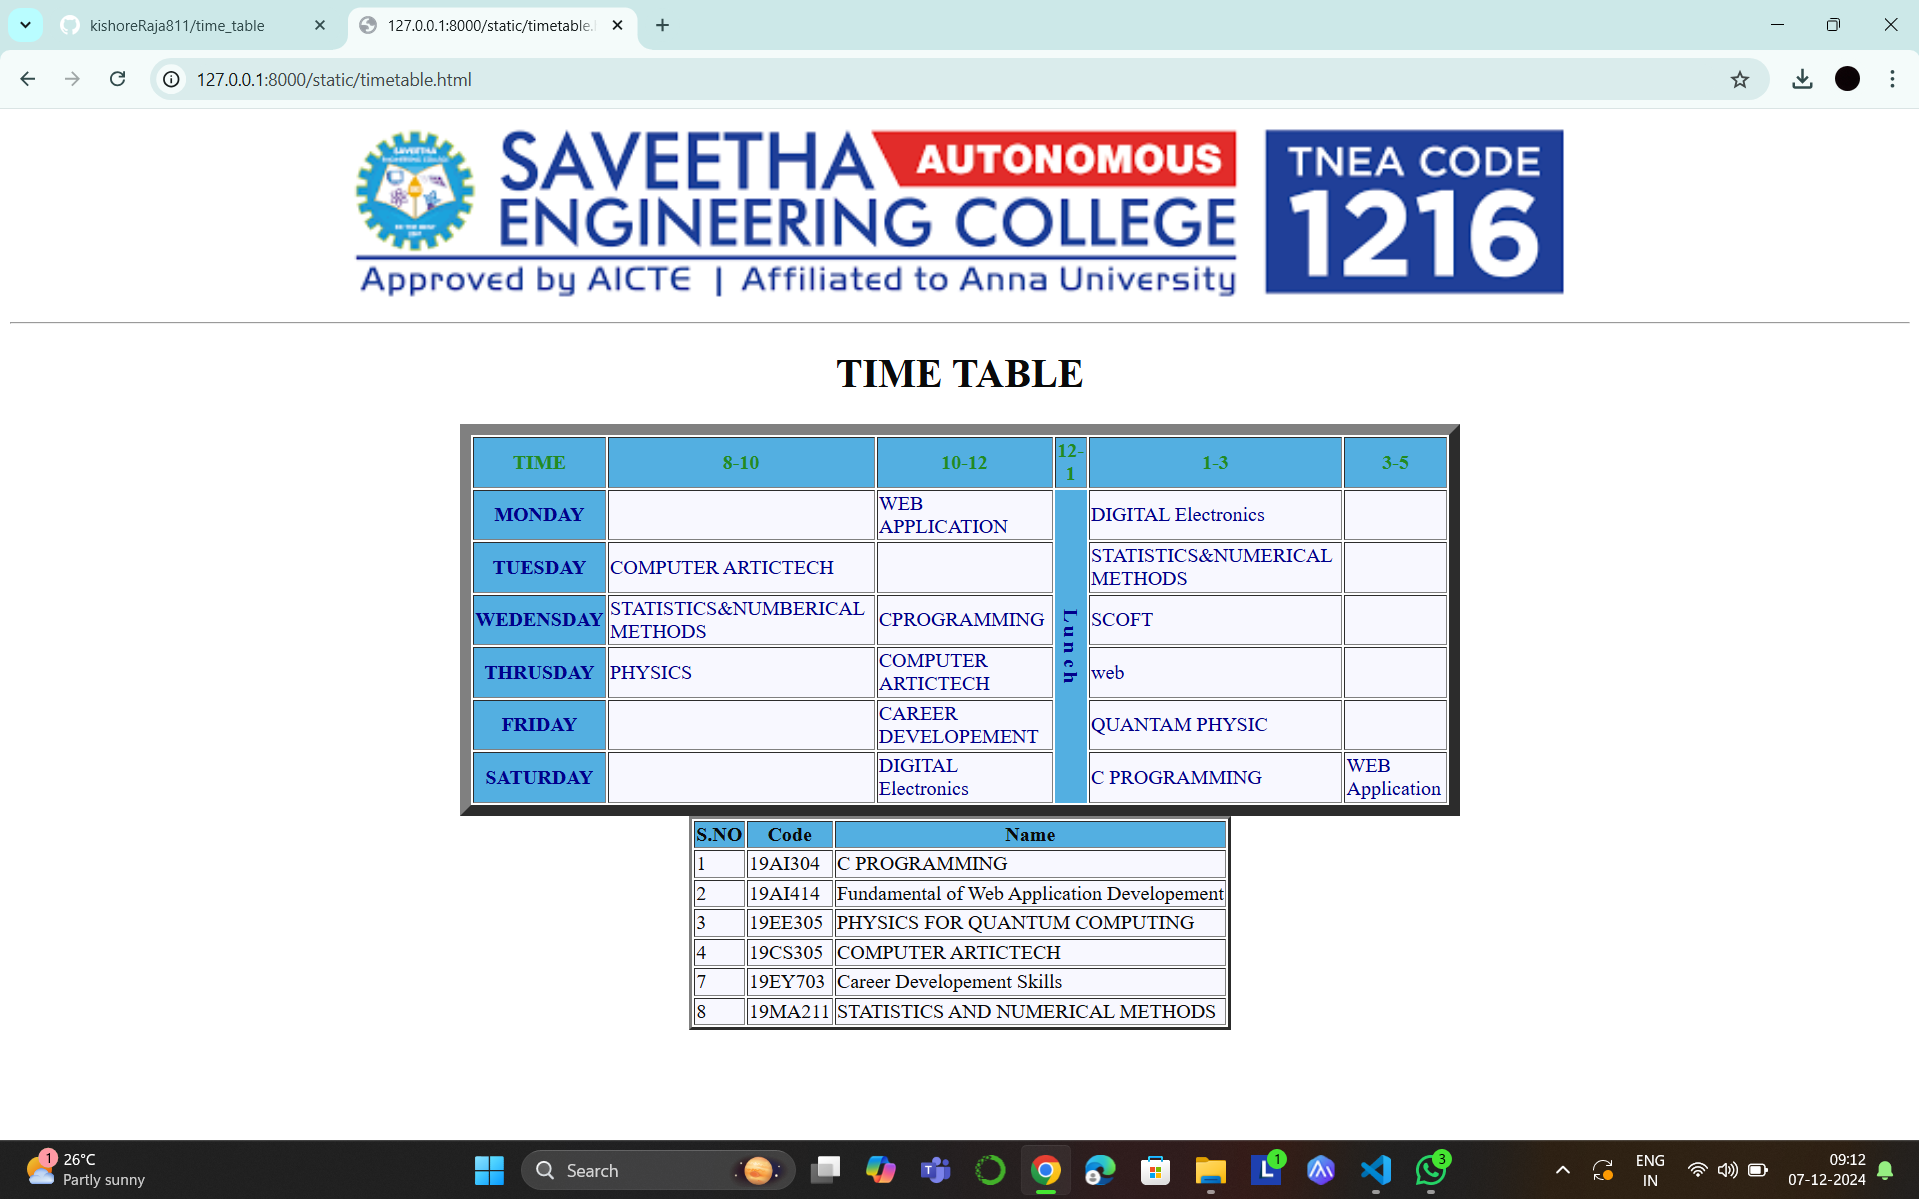 kishoreRaja811/time_table
127.0.0.1:8000/static/timetable.
127.0.0.1:8000/static/timetable.html
SAVEETHA AUTONOMOUS
ENGINEERING COLLEGE
Approved by AICTE | Affiliated to Anna University
TNEA CODE
1216
SAVEETHA
TIME TABLE
TIME 8-10 10-12 12-1 1-3 3-5
MONDAY WEB APPLICATION DIGITAL Electronics
TUESDAY COMPUTER ARTICTECH STATISTICS&NUMERICAL METHODS
WEDENSDAY STATISTICS&NUMBERICAL METHODS CPROGRAMMING SCOFT
Lunch
THRUSDAY PHYSICS COMPUTER ARTICTECH web
FRIDAY CAREER DEVELOPEMENT QUANTAM PHYSIC
SATURDAY DIGITAL Electronics C PROGRAMMING WEB Application
S.NO Code Name
1 19AI304 C PROGRAMMING
2 19AI414 Fundamental of Web Application Developement
3 19EE305 PHYSICS FOR QUANTUM COMPUTING
4 19CS305 COMPUTER ARTICTECH
7 19EY703 Career Developement Skills
8 19MA211 STATISTICS AND NUMERICAL METHODS
1
26°C
Partly sunny
Search
L
1
3
ENG
IN
09:12
07-12-2024